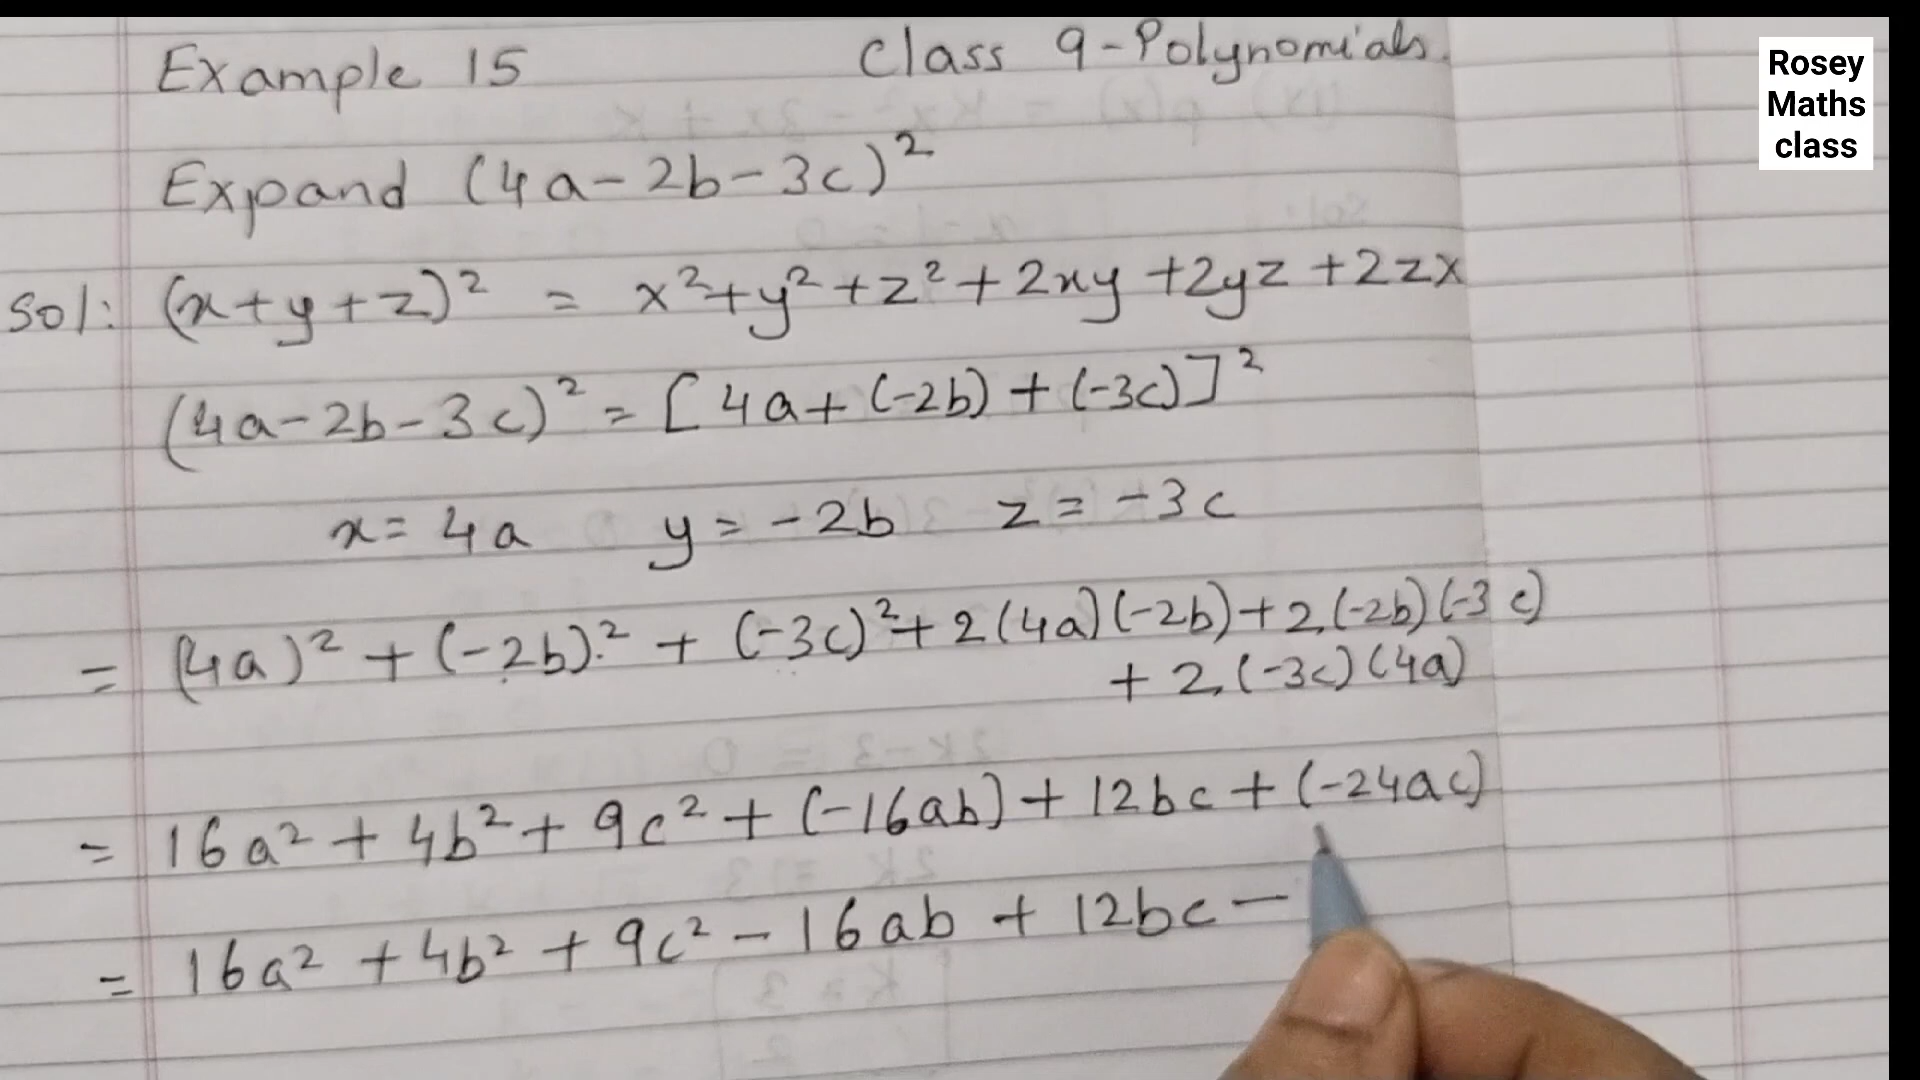 Example 15 Class 9-Polynomials.
Rosey
Maths
class
Expand (4a-2b-3c)²
Sol: (x+y+z)² = x²+y²+z²+2xy+2yz+2zx
(4a-2b-3c)² = [4a+(-2b)+(-3c)]²
x = 4a y = -2b z = -3c
= (4a)² + (-2b)² + (-3c)² + 2(4a)(-2b)+2.(-2b)(-3c)
+ 2.(-3c)(4a)
= 16a² + 4b² + 9c² + (-16ab) + 12bc + (-24ac)
= 16a² + 4b² + 9c² - 16ab + 12bc -